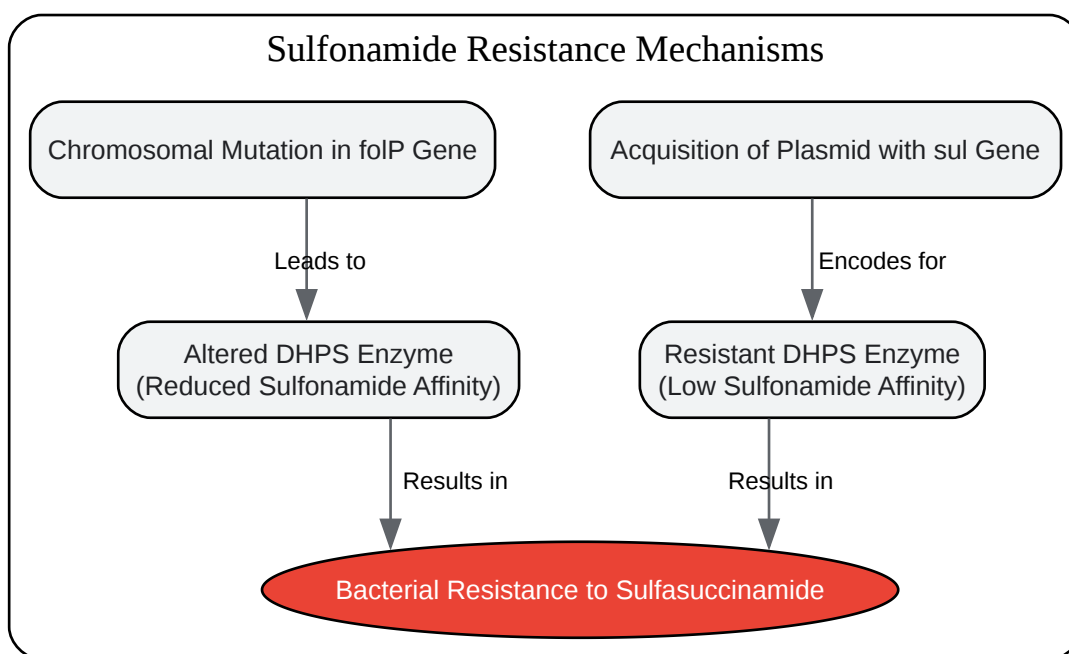 Sulfonamide Resistance Mechanisms
Chromosomal Mutation in folP Gene
Acquisition of Plasmid with sul Gene
Leads to
Encodes for
Altered DHPS Enzyme
(Reduced Sulfonamide Affinity)
Resistant DHPS Enzyme
(Low Sulfonamide Affinity)
Results in
Results in
Bacterial Resistance to Sulfasuccinamide